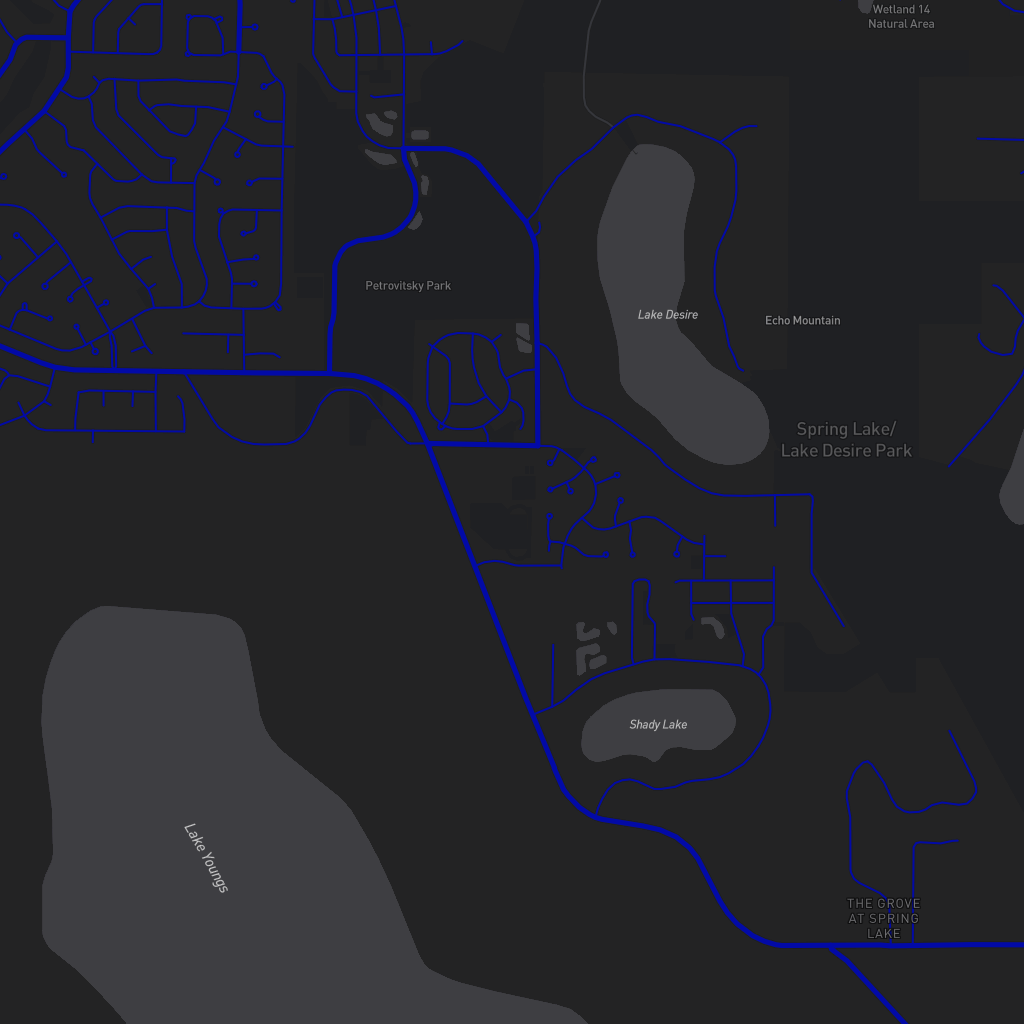 Wetland 14
Natural Area
Petrovitsky Park
Lake Desire
Echo Mountain
Spring Lake/
Lake Desire Park
Shady Lake
Lake Youngs
THE GROVE
AT SPRING
LAKE